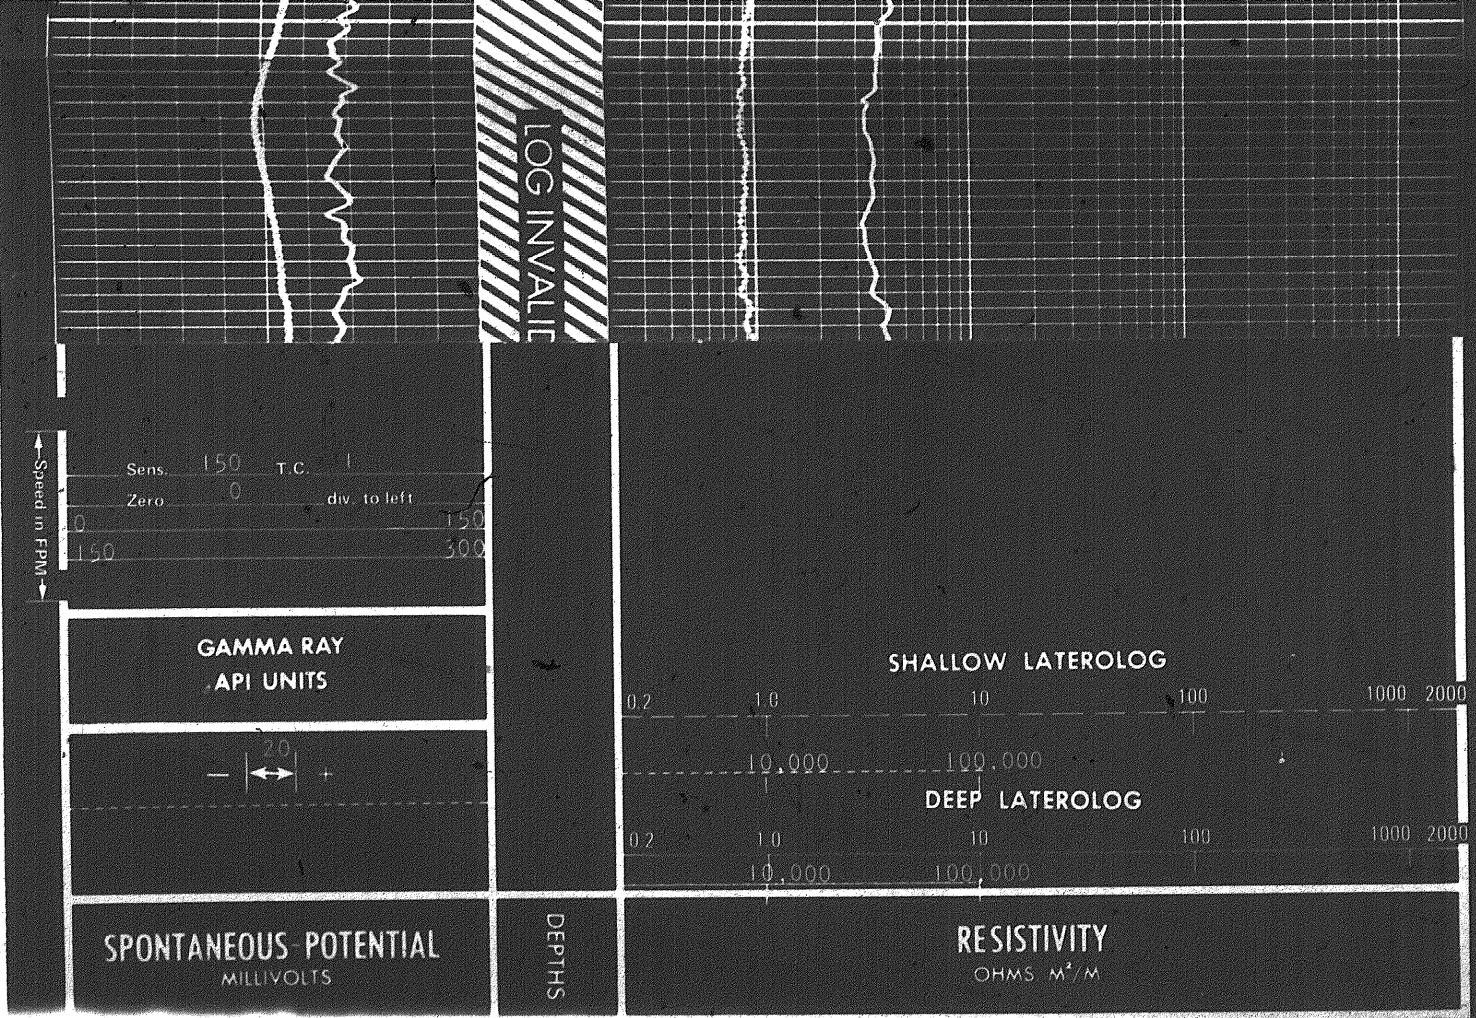 LOG INVALID
Speed in FPM
Sens. 150 T.C. 1
Zero 0 div. to left
0 150
150 300
GAMMA RAY
API UNITS
20
— +
SPONTANEOUS POTENTIAL
MILLIVOLTS
DEPTHS
SHALLOW LATEROLOG
0.2 1.0 10 100 1000 2000
10,000 100,000
DEEP LATEROLOG
0.2 1.0 10 100 1000 2000
10,000 100,000
RESISTIVITY
OHMS M²/M